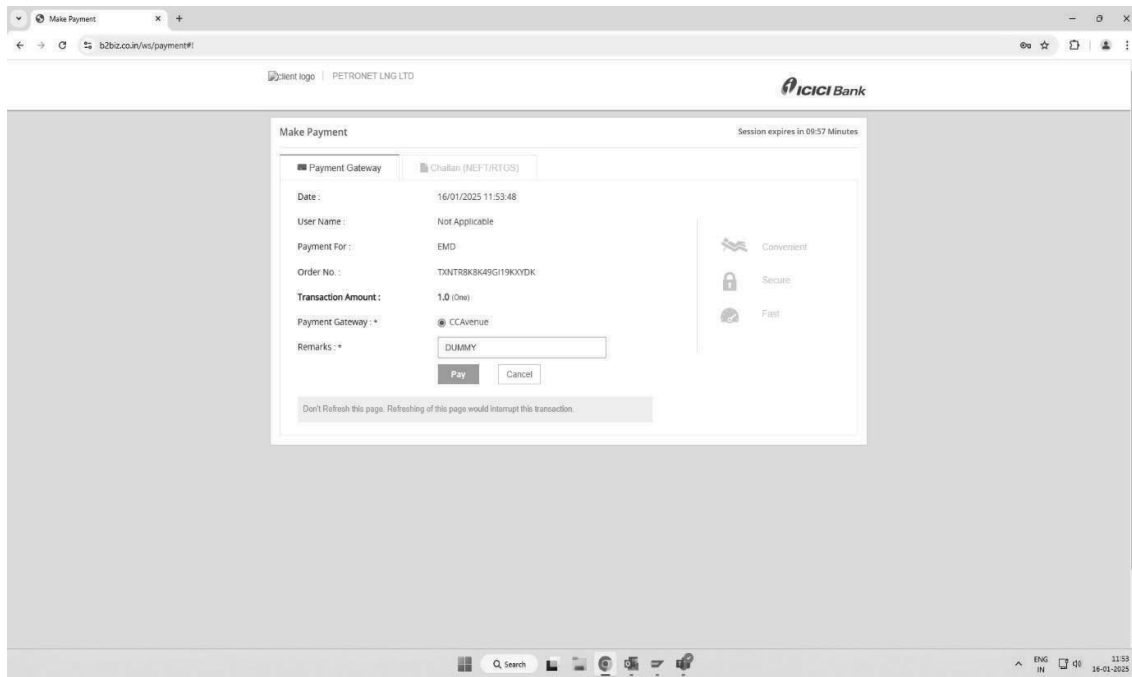 Make Payment
b2biz.co.in/ws/payment#!
client logo PETRONET LNG LTD
ICICI Bank
Make Payment Session expires in 09:57 Minutes
Payment Gateway Challan (NEFT/RTGS)
Date : 16/01/2025 11:53:48
User Name : Not Applicable
Payment For : EMD Convenient
Order No. : TXNTR8K8K49GI19KXYDK Secure
Transaction Amount : 1.0 (One)
Payment Gateway : * CCAvenue Fast
Remarks : * DUMMY
Pay Cancel
Don't Refresh this page. Refreshing of this page would interrupt this transaction.
Search ENG 11:53
IN 16-01-2025